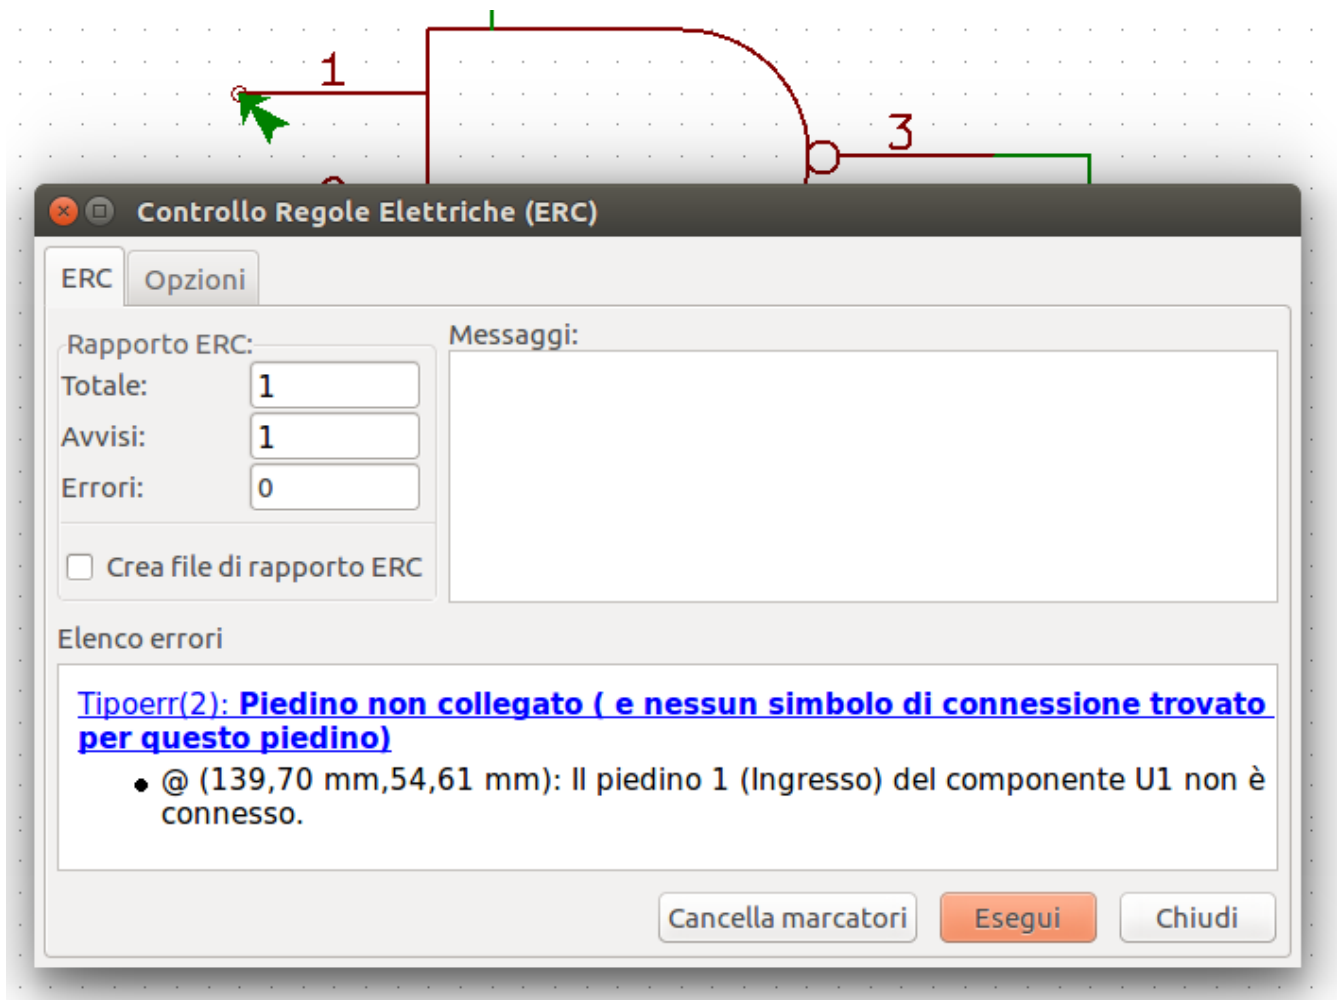 1
3
Controllo Regole Elettriche (ERC)
ERC
Opzioni
Rapporto ERC:
Messaggi:
Totale:
1
Avvisi:
1
Errori:
0
Crea file di rapporto ERC
Elenco errori
Tipoerr(2): Piedino non collegato ( e nessun simbolo di connessione trovato
per questo piedino)
@ (139,70 mm,54,61 mm): Il piedino 1 (Ingresso) del componente U1 non è
connesso.
Cancella marcatori
Esegui
Chiudi